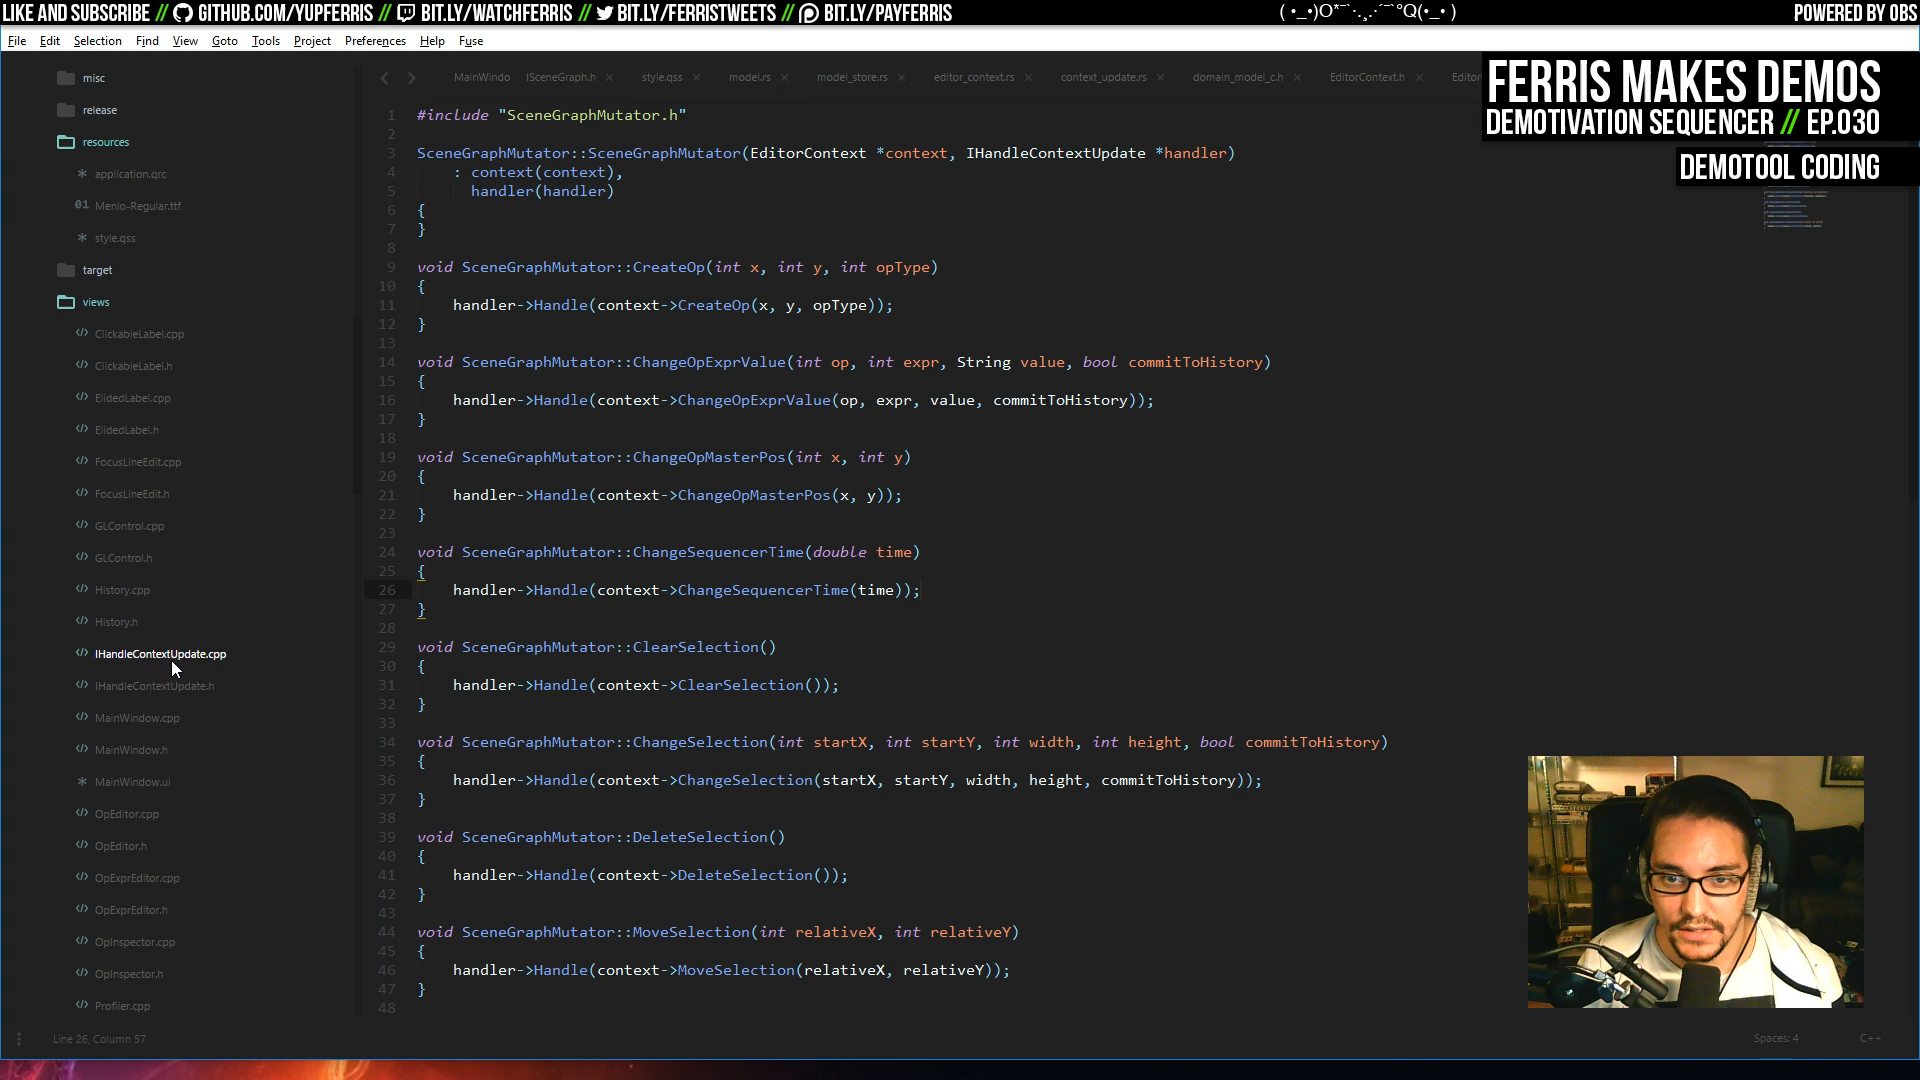 LIKE AND SUBSCRIBE // GITHUB.COM/YUPFERRIS // BIT.LY/WATCHFERRIS // BIT.LY/FERRISTWEETS // BIT.LY/PAYFERRIS
( •_•)O*¯`·.¸.·´¯`°Q(•_• )
POWERED BY OBS
File Edit Selection Find View Goto Tools Project Preferences Help Fuse
FERRIS MAKES DEMOS
DEMOTIVATION SEQUENCER // EP.030
DEMOTOOL CODING
MainWindo ISceneGraph.h × style.qss × model.rs × model_store.rs × editor_context.rs × context_update.rs × domain_model_c.h × EditorContext.h × Editor
misc
release
resources
application.qrc
01 Menlo-Regular.ttf
style.qss
target
views
ClickableLabel.cpp
ClickableLabel.h
ElidedLabel.cpp
ElidedLabel.h
FocusLineEdit.cpp
FocusLineEdit.h
GLControl.cpp
GLControl.h
History.cpp
History.h
IHandleContextUpdate.cpp
IHandleContextUpdate.h
MainWindow.cpp
MainWindow.h
MainWindow.ui
OpEditor.cpp
OpEditor.h
OpExprEditor.cpp
OpExprEditor.h
OpInspector.cpp
OpInspector.h
Profiler.cpp
1 #include "SceneGraphMutator.h"
2
3 SceneGraphMutator::SceneGraphMutator(EditorContext *context, IHandleContextUpdate *handler)
4 : context(context),
5 handler(handler)
6 {
7 }
8
9 void SceneGraphMutator::CreateOp(int x, int y, int opType)
10 {
11 handler->Handle(context->CreateOp(x, y, opType));
12 }
13
14 void SceneGraphMutator::ChangeOpExprValue(int op, int expr, String value, bool commitToHistory)
15 {
16 handler->Handle(context->ChangeOpExprValue(op, expr, value, commitToHistory));
17 }
18
19 void SceneGraphMutator::ChangeOpMasterPos(int x, int y)
20 {
21 handler->Handle(context->ChangeOpMasterPos(x, y));
22 }
23
24 void SceneGraphMutator::ChangeSequencerTime(double time)
25 {
26 handler->Handle(context->ChangeSequencerTime(time));
27 }
28
29 void SceneGraphMutator::ClearSelection()
30 {
31 handler->Handle(context->ClearSelection());
32 }
33
34 void SceneGraphMutator::ChangeSelection(int startX, int startY, int width, int height, bool commitToHistory)
35 {
36 handler->Handle(context->ChangeSelection(startX, startY, width, height, commitToHistory));
37 }
38
39 void SceneGraphMutator::DeleteSelection()
40 {
41 handler->Handle(context->DeleteSelection());
42 }
43
44 void SceneGraphMutator::MoveSelection(int relativeX, int relativeY)
45 {
46 handler->Handle(context->MoveSelection(relativeX, relativeY));
47 }
48
Line 26, Column 57
Spaces: 4
C++